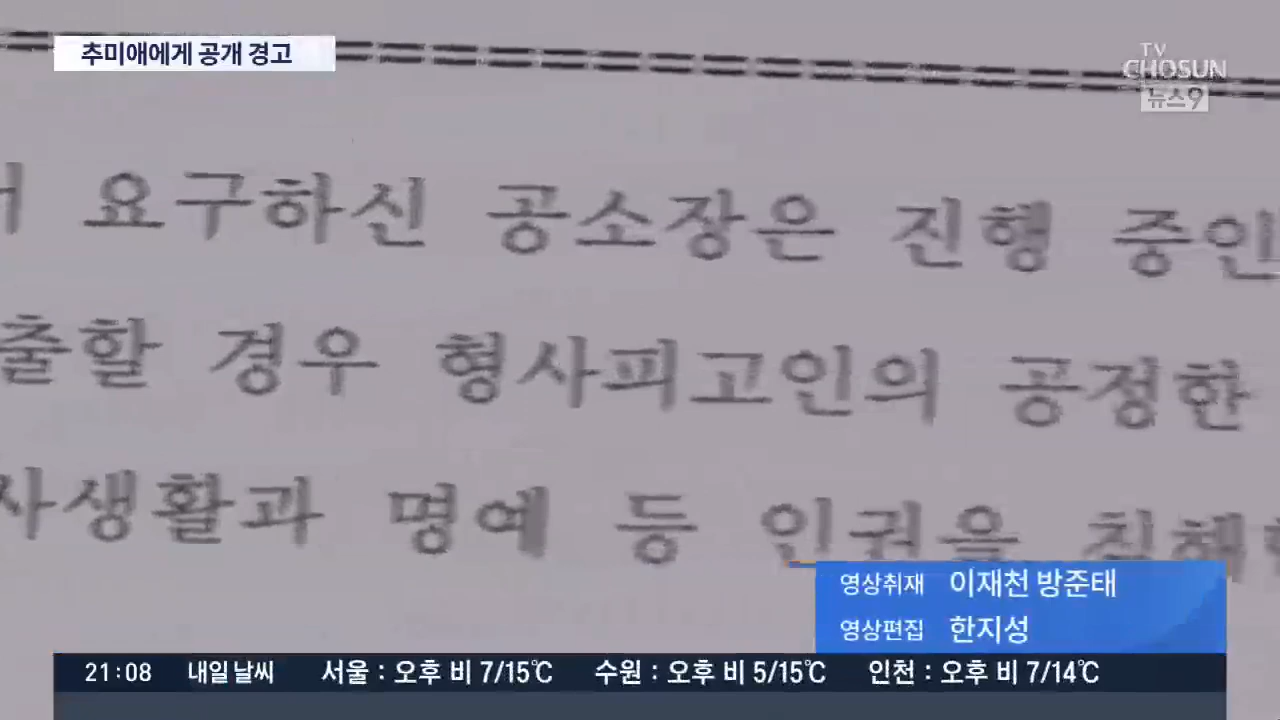 추미애에게 공개 경고
TV
CHOSUN
뉴스9
요구하신 공소장은 진행 중인
출할 경우 형사피고인의 공정한
사생활과 명예 등 인권을 침해
영상취재 이재천 방준태
영상편집 한지성
21:08 내일 날씨 서울 : 오후 비 7/15℃ 수원 : 오후 비 5/15℃ 인천 : 오후 비 7/14℃